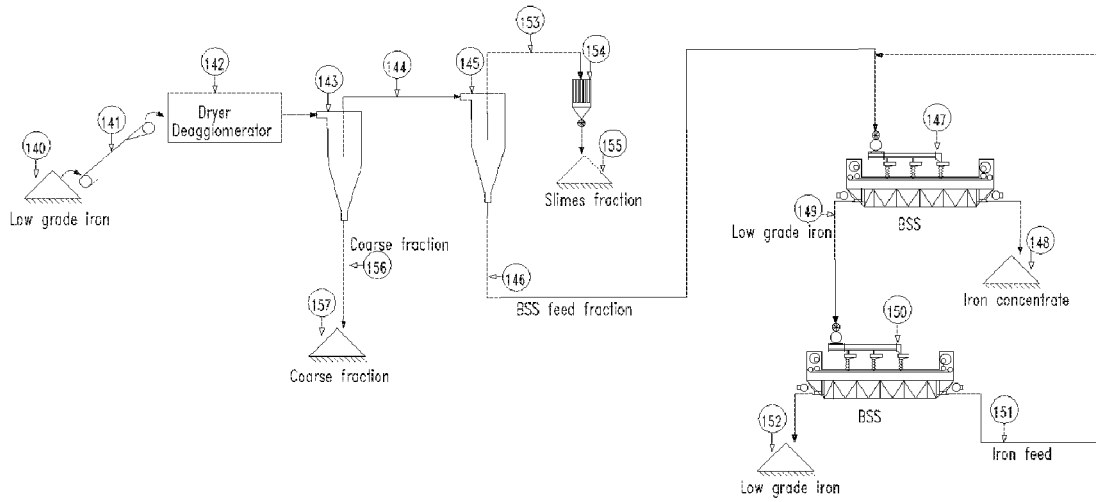 153
142
154
143
144
145
Dryer
Deagglomerator
141
147
140
155
Slimes fraction
149
Low grade iron
BSS
Low grade iron
148
Coarse fraction
156
146
BSS feed fraction
Iron concentrate
157
150
Coarse fraction
BSS
151
152
Iron feed
Low grade iron